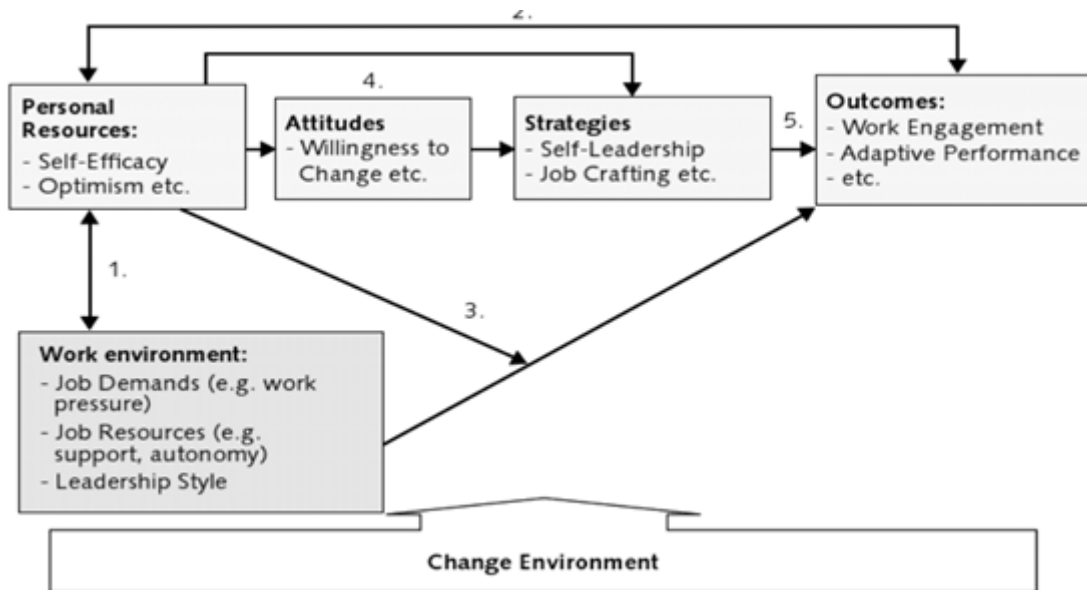 2.
Personal
Resources:
- Self-Efficacy
- Optimism etc.
4.
Attitudes
- Willingness to
Change etc.
Strategies
- Self-Leadership
- Job Crafting etc.
5.
Outcomes:
- Work Engagement
- Adaptive Performance
- etc.
1.
3.
Work environment:
- Job Demands (e.g. work
pressure)
- Job Resources (e.g.
support, autonomy)
- Leadership Style
Change Environment